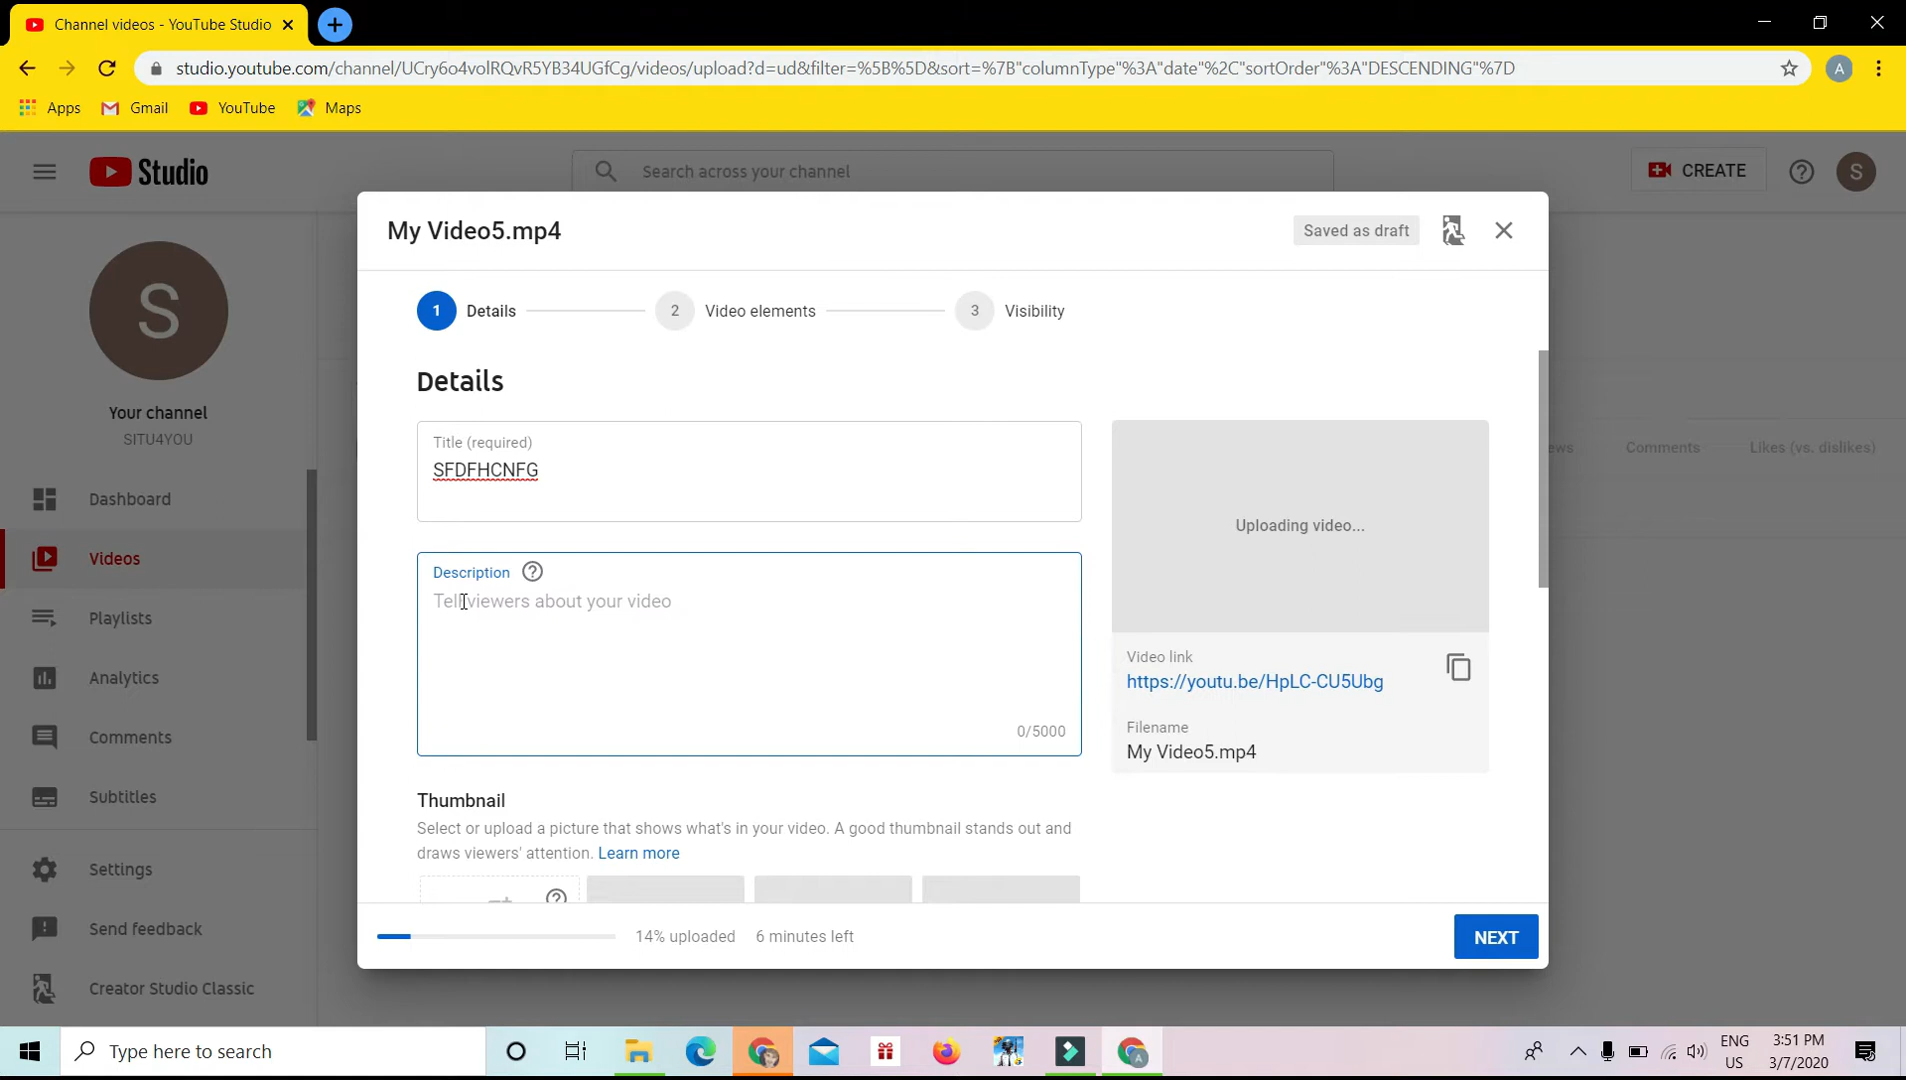 Channel videos - YouTube Studio
studio.youtube.com/channel/UCry6o4volRQvR5YB34UGfCg/videos/upload?d=ud&filter=%5B%5D&sort=%7B"columnType"%3A"date"%2C"sortOrder"%3A"DESCENDING"%7D
A
Apps Gmail YouTube Maps
Studio
Search across your channel
CREATE
S
My Video5.mp4
Saved as draft
1 Details 2 Video elements 3 Visibility
S
Your channel
SITU4YOU
Details
Title (required)
SFDFHCNFG
Description
Tell viewers about your video
0/5000
Uploading video...
Video link
https://youtu.be/HpLC-CU5Ubg
Filename
My Video5.mp4
Comments
Likes (vs. dislikes)
Dashboard
Videos
Playlists
Analytics
Comments
Subtitles
Settings
Send feedback
Creator Studio Classic
Thumbnail
Select or upload a picture that shows what's in your video. A good thumbnail stands out and
draws viewers' attention. Learn more
14% uploaded 6 minutes left
NEXT
Type here to search
A
ENG
US
3:51 PM
3/7/2020